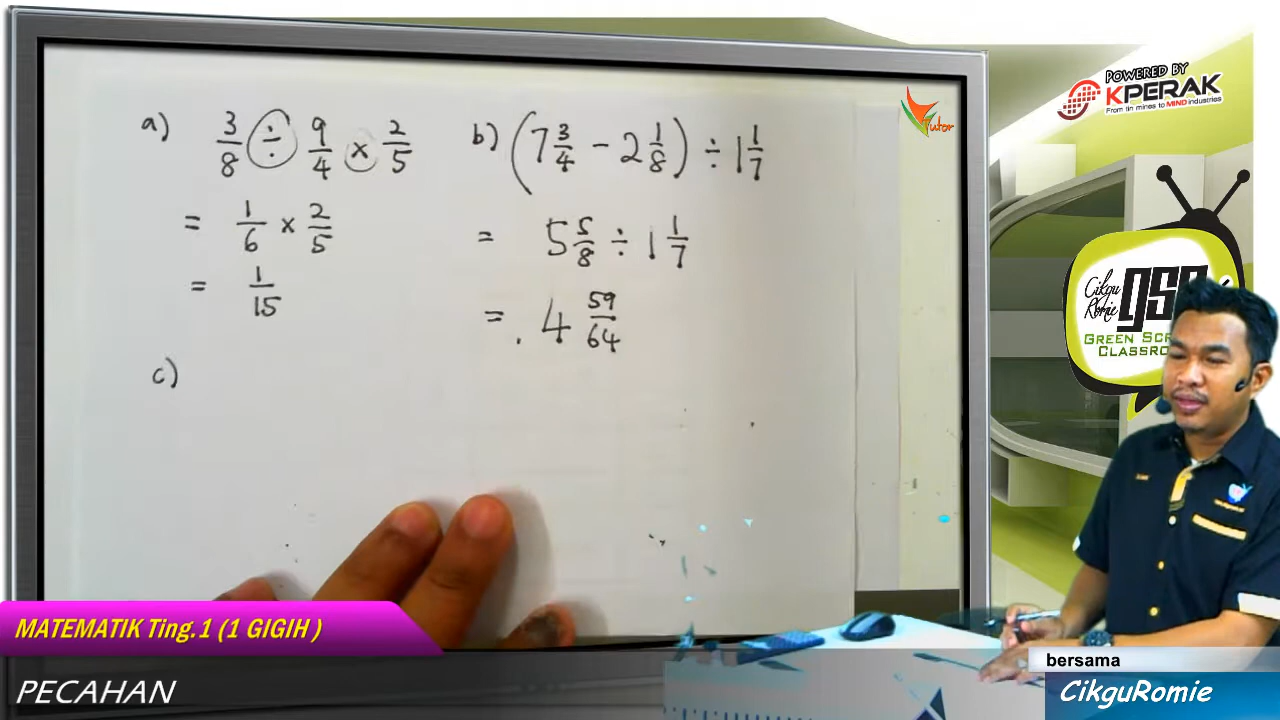 a) 3/8 ÷ 9/4 × 2/5
= 1/6 × 2/5
= 1/15
b) (7 3/4 − 2 1/8) ÷ 1 1/7
= 5 5/8 ÷ 1 1/7
= 4 59/64
c)
Tutor
POWERED BY
KPERAK
From tin mines to MIND industries
Cikgu
Romie
GREEN SCR
CLASSRO
MATEMATIK Ting.1 (1 GIGIH )
PECAHAN
bersama
CikguRomie